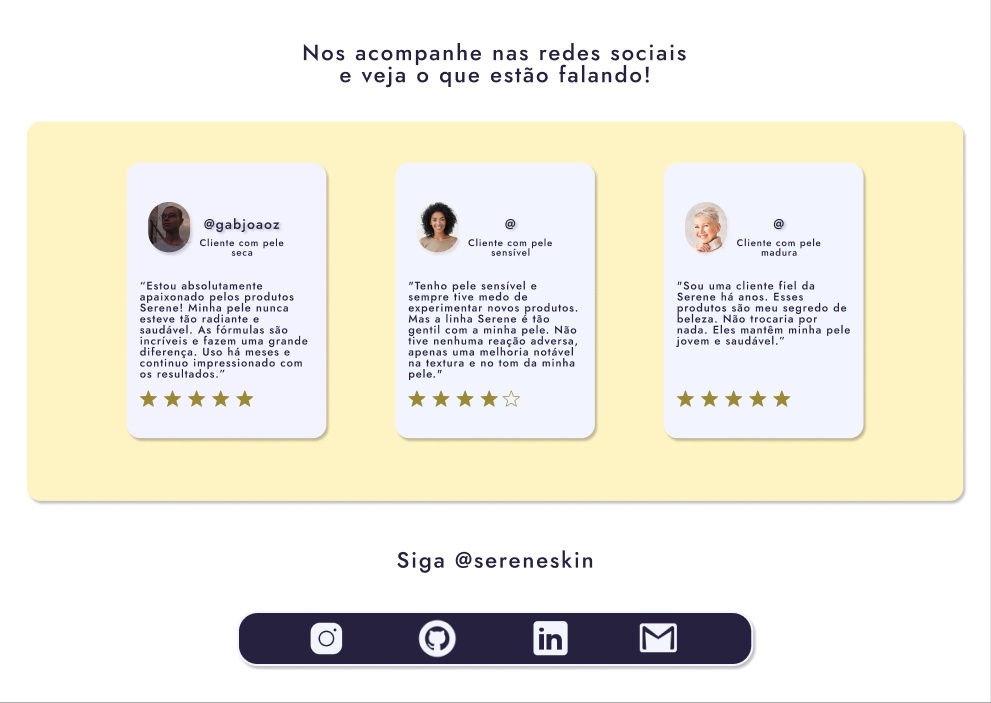 Nos acompanhe nas redes sociais
e veja o que estão falando!
@gabjoaoz
Cliente com pele
seca
“Estou absolutamente
apaixonado pelos produtos
Serene! Minha pele nunca
esteve tão radiante e
saudável. As fórmulas são
incríveis e fazem uma grande
diferença. Uso há meses e
continuo impressionado com
os resultados.”
@
Cliente com pele
sensível
"Tenho pele sensível e
sempre tive medo de
experimentar novos produtos.
Mas a linha Serene é tão
gentil com a minha pele. Não
tive nenhuma reação adversa,
apenas uma melhoria notável
na textura e no tom da minha
pele."
@
Cliente com pele
madura
"Sou uma cliente fiel da
Serene há anos. Esses
produtos são meu segredo de
beleza. Não trocaria por
nada. Eles mantêm minha pele
jovem e saudável.”
Siga @sereneskin
in